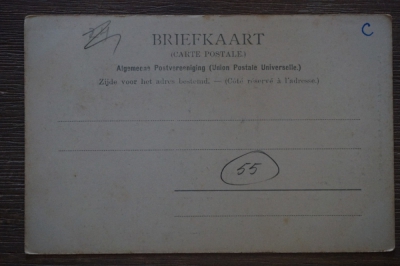 C
BRIEFKAART
(CARTE POSTALE)
Algemeene Postvereeniging (Union Postale Universelle.)
Zijde voor het adres bestemd. — (Côté réservé à l'adresse.)
55